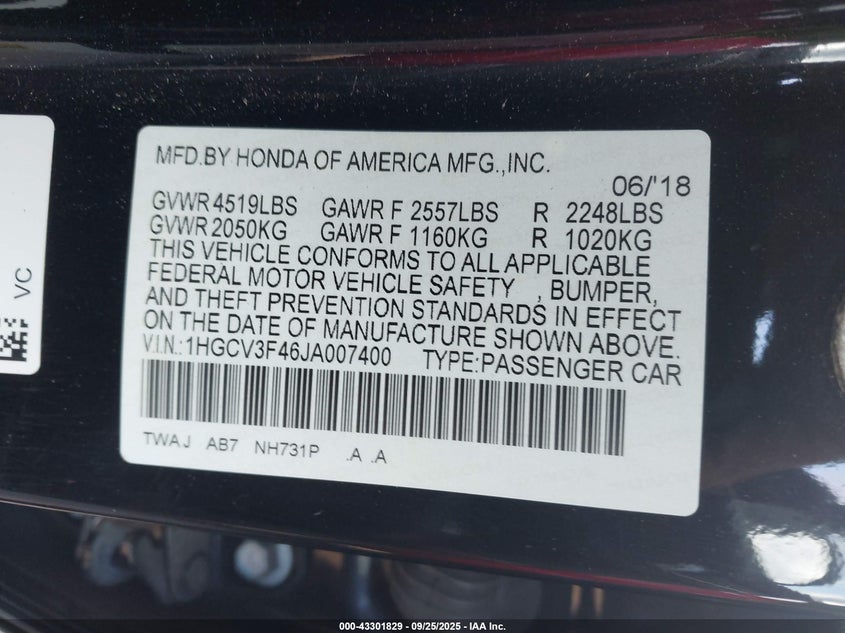 MFD.BY HONDA OF AMERICA MFG.,INC.
06/'18
GVWR 4519LBS GAWR F 2557LBS R 2248LBS
GVWR 2050KG GAWR F 1160KG R 1020KG
THIS VEHICLE CONFORMS TO ALL APPLICABLE
FEDERAL MOTOR VEHICLE SAFETY , BUMPER,
AND THEFT PREVENTION STANDARDS IN EFFECT
ON THE DATE OF MANUFACTURE SHOWN ABOVE.
V.I.N.:1HGCV3F46JA007400 TYPE:PASSENGER CAR
TWAJ AB7 NH731P .A .A
VC
000-43301829 - 09/25/2025 - IAA Inc.